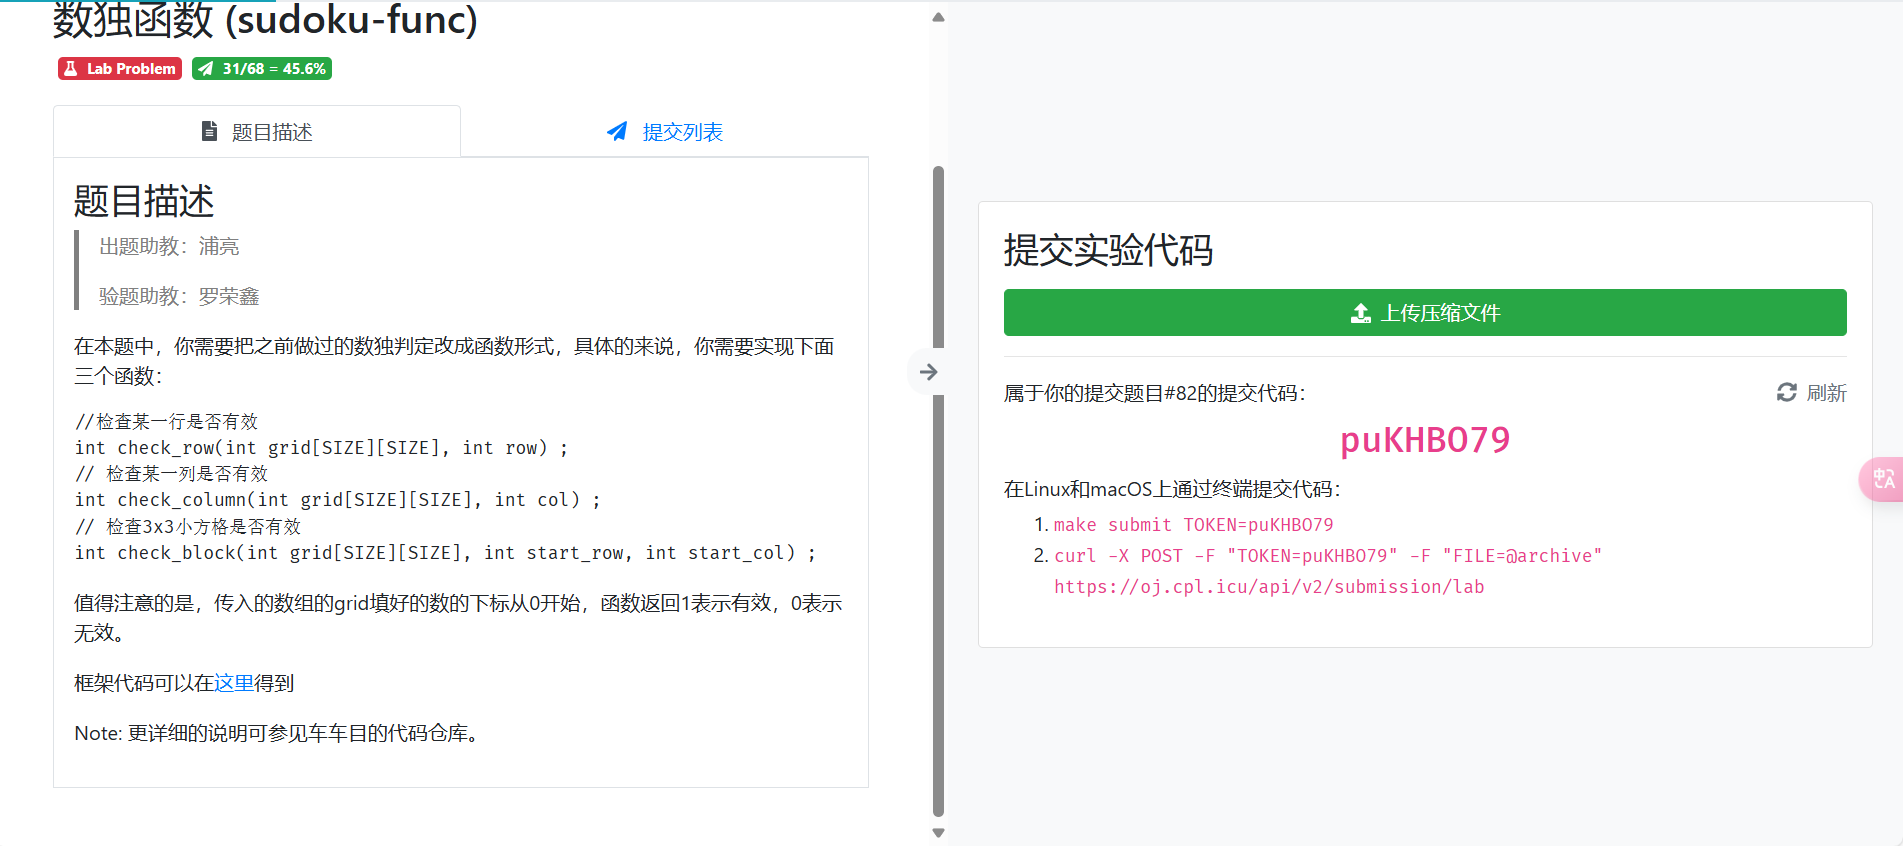 数独函数 (sudoku-func)
Lab Problem
31/68 = 45.6%
题目描述
提交列表
题目描述
出题助教：浦亮
验题助教：罗荣鑫
在本题中，你需要把之前做过的数独判定改成函数形式，具体的来说，你需要实现下面
三个函数：
//检查某一行是否有效
int check_row(int grid[SIZE][SIZE], int row) ;
// 检查某一列是否有效
int check_column(int grid[SIZE][SIZE], int col) ;
// 检查3x3小方格是否有效
int check_block(int grid[SIZE][SIZE], int start_row, int start_col) ;
值得注意的是，传入的数组的grid填好的数的下标从0开始，函数返回1表示有效，0表示
无效。
框架代码可以在这里得到
Note: 更详细的说明可参见车车目的代码仓库。
提交实验代码
上传压缩文件
属于你的提交题目#82的提交代码：
刷新
puKHBO79
在Linux和macOS上通过终端提交代码：
1. make submit TOKEN=puKHBO79
2. curl -X POST -F "TOKEN=puKHBO79" -F "FILE=@archive"
https://oj.cpl.icu/api/v2/submission/lab
中A